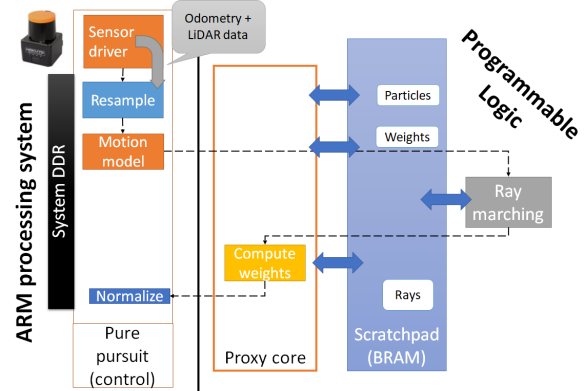 Odometry +
LiDAR data
Sensor
driver
Resample
Motion
model
ARM processing system
System DDR
Normalize
Pure
pursuit
(control)
Compute
weights
Proxy core
Particles
Weights
Rays
Scratchpad
(BRAM)
Programmable
Logic
Ray
marching